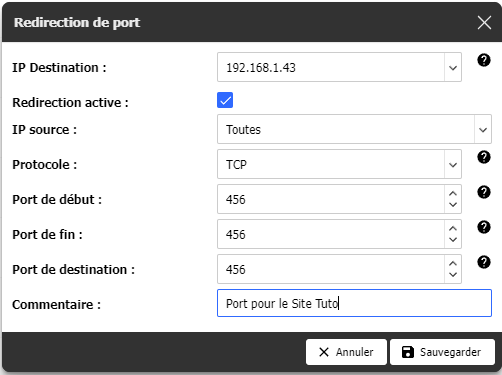 Redirection de port
IP Destination : 192.168.1.43
Redirection active :
IP source : Toutes
Protocole : TCP
Port de début : 456
Port de fin : 456
Port de destination : 456
Commentaire : Port pour le Site Tuto
Annuler Sauvegarder